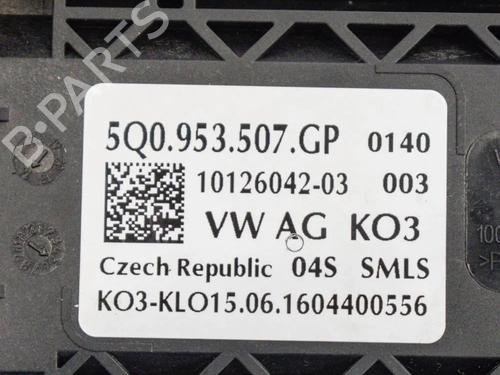 B-PARTS
5Q0.953.507.GP 0140
10126042-03 003
VW AG KO3
Czech Republic 04S SMLS
KO3-KLO15.06.1604400556